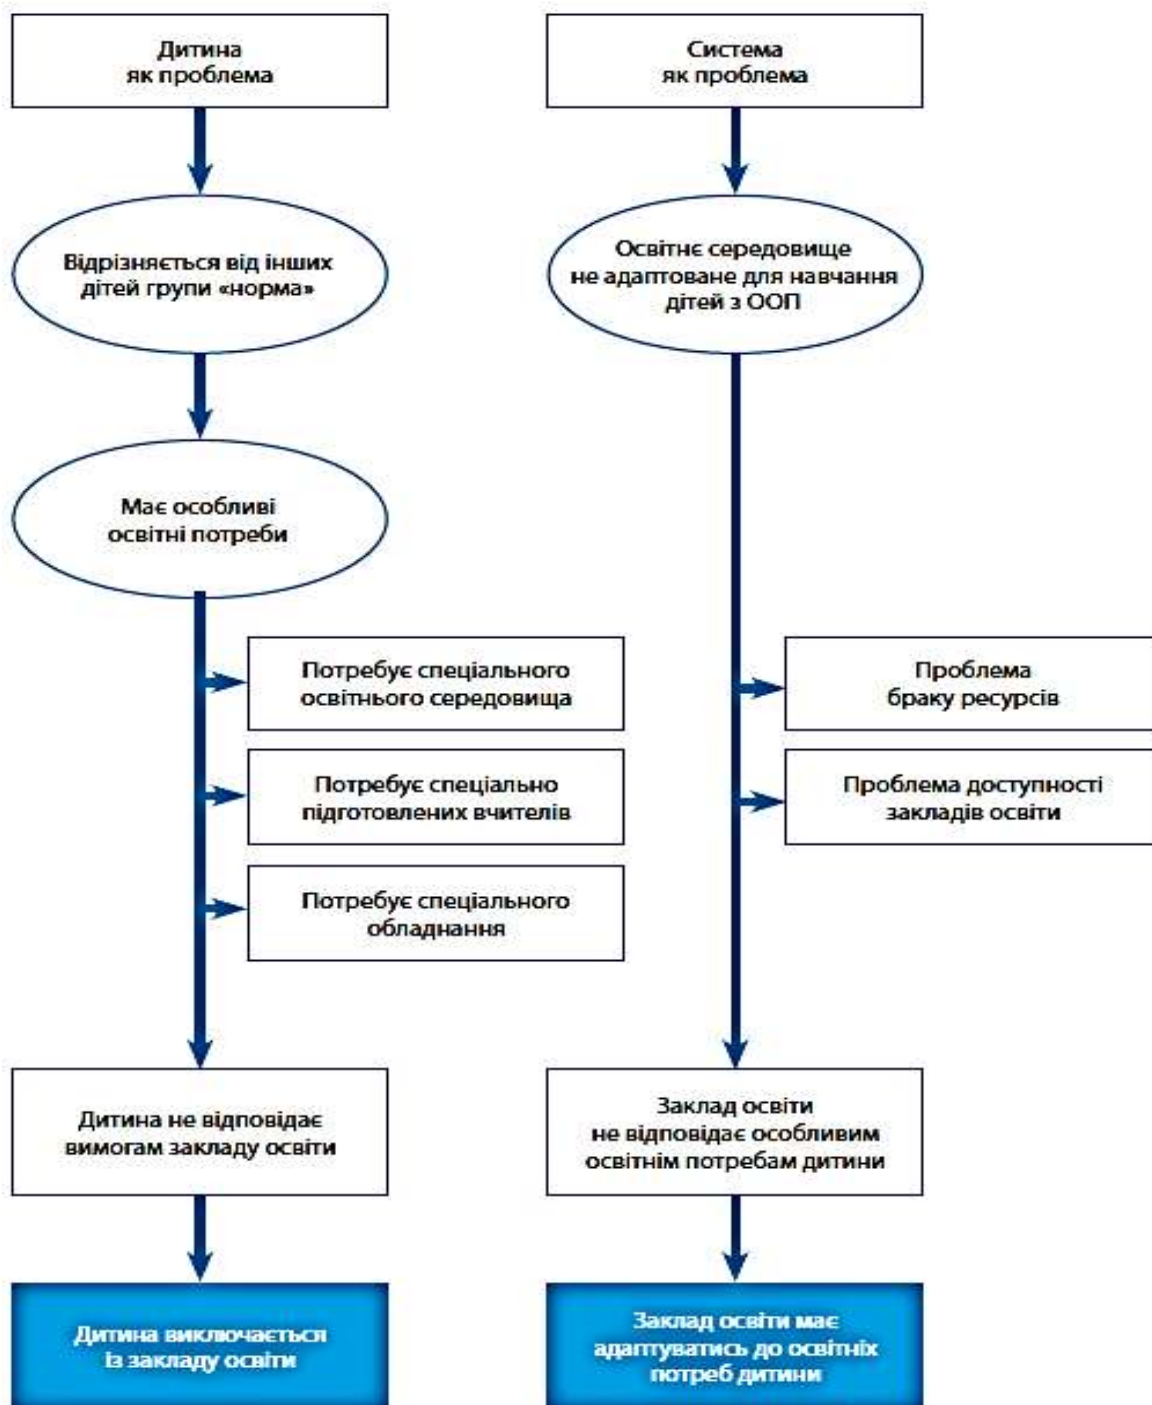 Дитина
як проблема
Відрізняється від інших
дітей групи «норма»
Має особливі
освітні потреби
Потребує спеціального
освітнього середовища
Потребує спеціально
підготовлених вчителів
Потребує спеціального
обладнання
Дитина не відповідає
вимогам закладу освіти
Дитина виключається
із закладу освіти
Система
як проблема
Освітнє середовище
не адаптоване для навчання
дітей з ООП
Проблема
браку ресурсів
Проблема доступності
закладів освіти
Заклад освіти
не відповідає особливим
освітнім потребам дитини
Заклад освіти має
адаптуватись до освітніх
потреб дитини